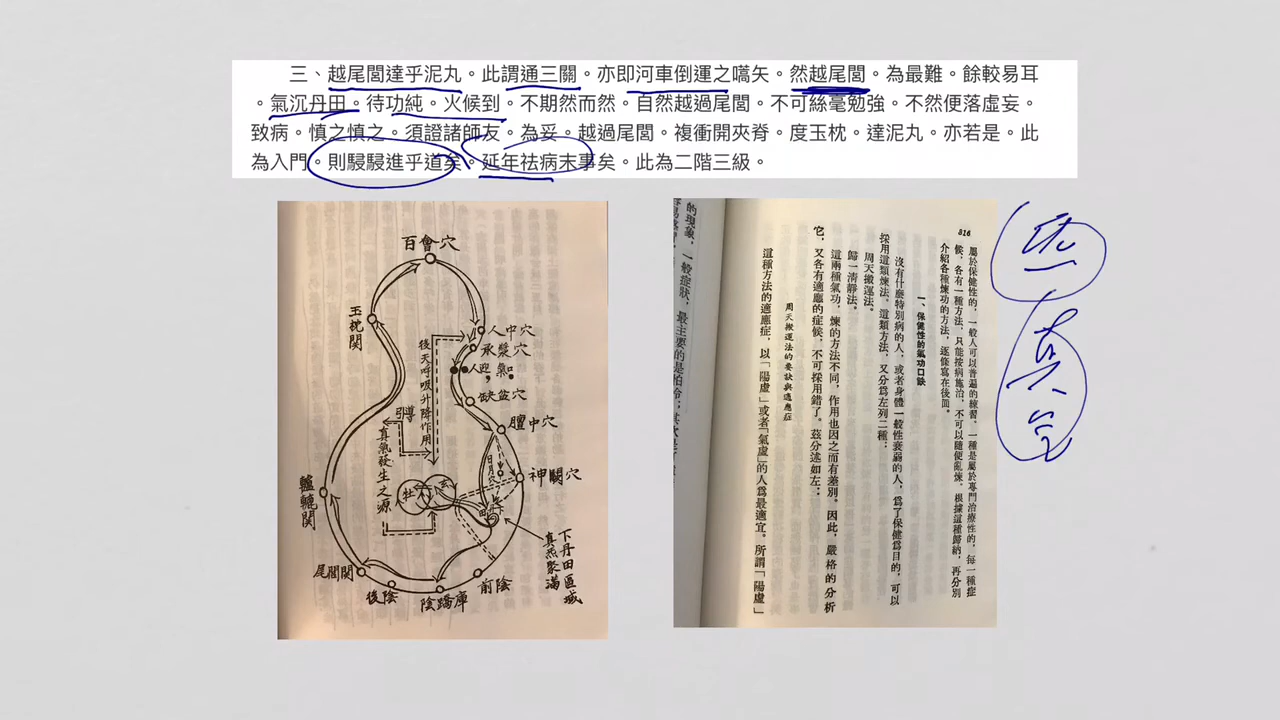 三、越尾閭達乎泥丸。此謂通三關。亦即河車倒運之嚆矢。然越尾閭。為最難。餘較易耳
。氣沉丹田。待功純。火候到。不期然而然。自然越過尾閭。不可絲毫勉強。不然便落虛妄。
致病。慎之慎之。須證諸師友。為妥。越過尾閭。複衝開夾脊。度玉枕。達泥丸。亦若是。此
為入門。則駸駸進乎道矣。延年祛病末事矣。此為二階三級。
百會穴
玉枕関
人中穴
承漿穴
人迎
缺盆穴
膻中穴
神闕穴
後天呼吸升降作用
引導
真氣發生之源
日月穴
牡
玄
轆轤関
尾閭関
後陰
陰蹻庫
前陰
下丹田區域
真炁聚滿
316
屬於保健性的，一般人可以普遍的練習。一種是屬於專門治療性的，每一種症
候，各有一種方法，只能按病施治，不可以隨便亂煉。根據這種歸納，再分別
介紹各種煉功的方法，逐條寫在後面。
一、保健性的氣功口訣
沒有什麼特別病的人，或者身體一般性衰弱的人，為了保健為目的，可以
採用這類煉法，這類方法，又分為左列二種：
周天搬運法。
歸一清靜法。
這兩種氣功，煉的方法不同，作用也因之而有差別。因此，嚴格的分析
它，又各有適應的症候，不可採用錯了。茲分述如左：
周天搬運法的要訣與適應症
這種方法的適應症，以「陽虛」或者「氣虛」的人為最適宜。所謂「陽虛」
的現象，一般症狀，最主要的是怕冷；其次是
炁
真氣